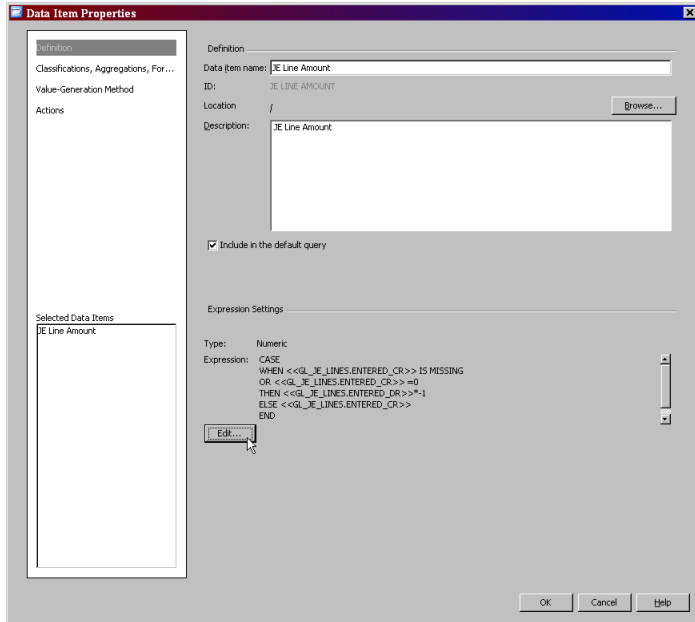 Data Item Properties
Definition
Classifications, Aggregations, For...
Value-Generation Method
Actions
Selected Data Items
JE Line Amount
Definition
Data item name: JE Line Amount
ID: JE LINE AMOUNT
Location /
Browse...
Description: JE Line Amount
Include in the default query
Expression Settings
Type: Numeric
Expression: CASE
WHEN <<GL_JE_LINES.ENTERED_CR>> IS MISSING
OR <<GL_JE_LINES.ENTERED_CR>> =0
THEN <<GL_JE_LINES.ENTERED_DR>>*-1
ELSE <<GL_JE_LINES.ENTERED_CR>>
END
Edit...
OK Cancel Help